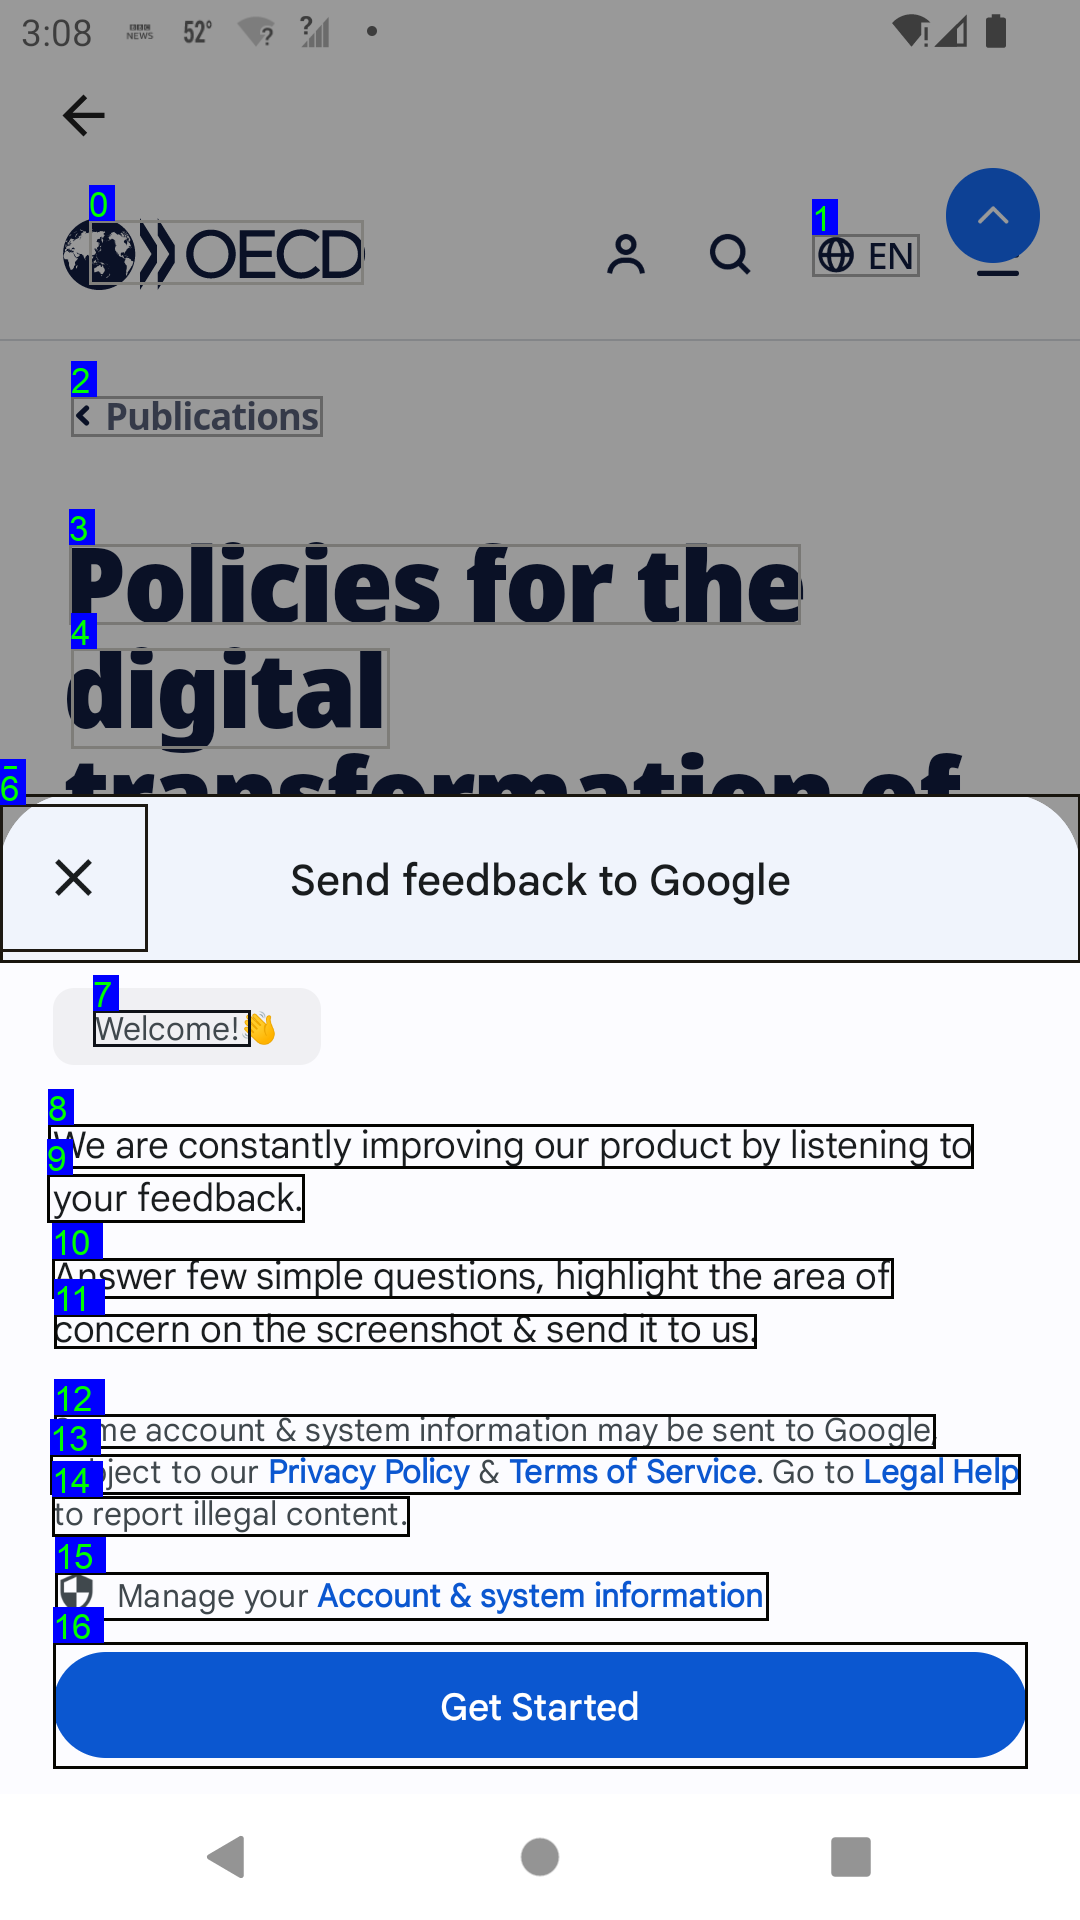 3:08 BBC NEWS 52° ?  ?
0
1
OECD EN
2
Publications
3
Policies for the
4
digital
transformation of
6
Send feedback to Google
7
Welcome!
8
We are constantly improving our product by listening to
9
your feedback.
10
Answer few simple questions, highlight the area of
11
concern on the screenshot & send it to us.
12
me account & system information may be sent to Google,
13
bject to our Privacy Policy & Terms of Service. Go to Legal Help
14
to report illegal content.
15
Manage your Account & system information
16
Get Started